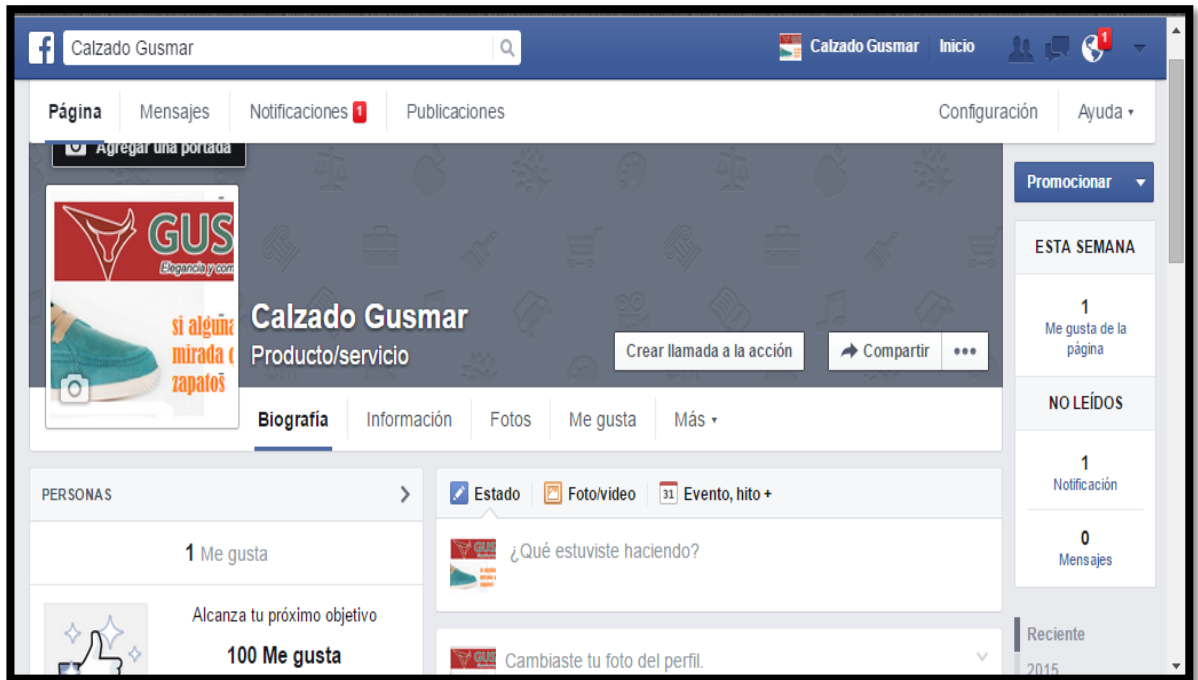 Calzado Gusmar
Calzado Gusmar Inicio 1
Página Mensajes Notificaciones 1 Publicaciones Configuración Ayuda
Agregar una portada
GUS
Elegancia y com
si alguna
mirada
zapatos
Calzado Gusmar
Producto/servicio
Crear llamada a la acción Compartir
Biografía Información Fotos Me gusta Más
Promocionar
ESTA SEMANA
1
Me gusta de la
página
NO LEÍDOS
1
Notificación
0
Mensajes
Reciente
2015
PERSONAS
1 Me gusta
Alcanza tu próximo objetivo
100 Me gusta
Estado Foto/video 31 Evento, hito +
GUS
¿Qué estuviste haciendo?
GUS
Cambiaste tu foto del perfil.